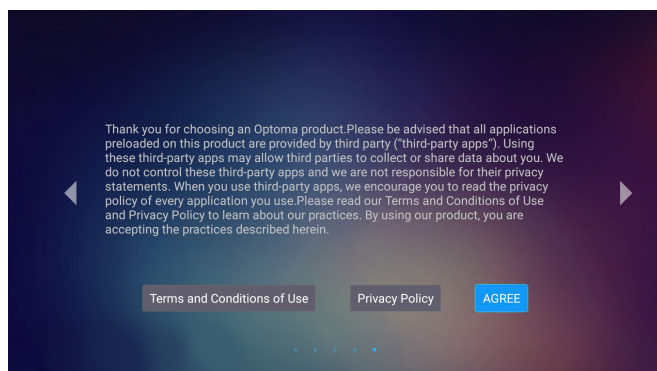 Thank you for choosing an Optoma product.Please be advised that all applications
preloaded on this product are provided by third party (“third-party apps”). Using
these third-party apps may allow third parties to collect or share data about you. We
do not control these third-party apps and we are not responsible for their privacy
statements. When you use third-party apps, we encourage you to read the privacy
policy of every application you use.Please read our Terms and Conditions of Use
and Privacy Policy to learn about our practices. By using our product, you are
accepting the practices described herein.
Terms and Conditions of Use Privacy Policy AGREE